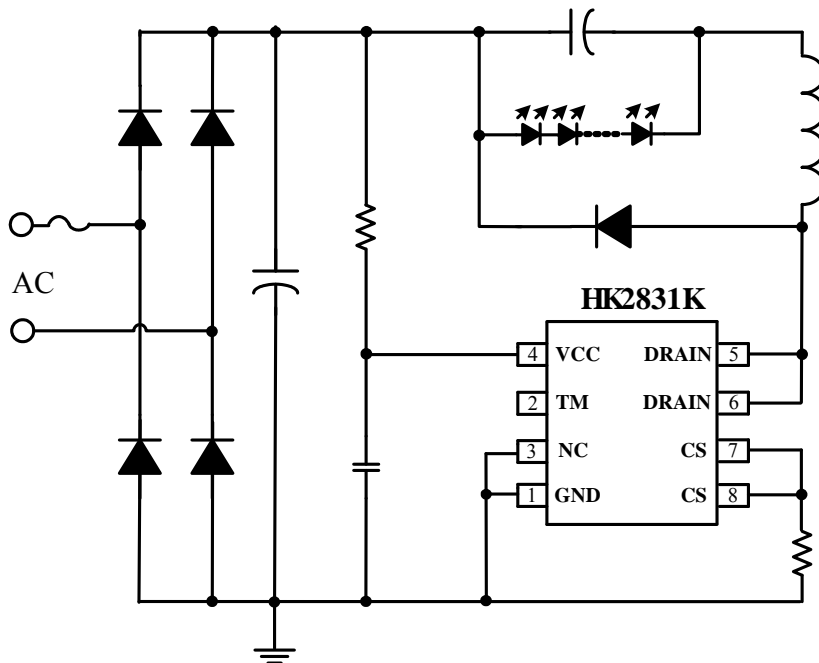 AC
HK2831K
4 VCC DRAIN 5
2 TM DRAIN 6
3 NC CS 7
1 GND CS 8